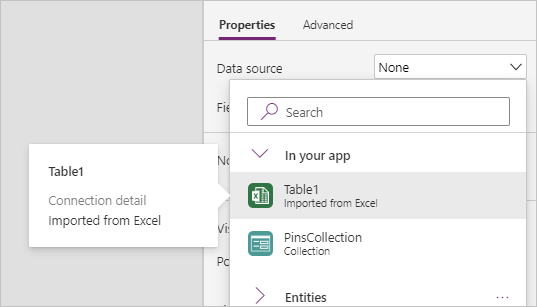 Properties
Advanced
Data source
None
Fie
Search
In your app
No
Table1
Connection detail
Imported from Excel
Table1
Imported from Excel
Vis
PinsCollection
Collection
Po
Entities
...